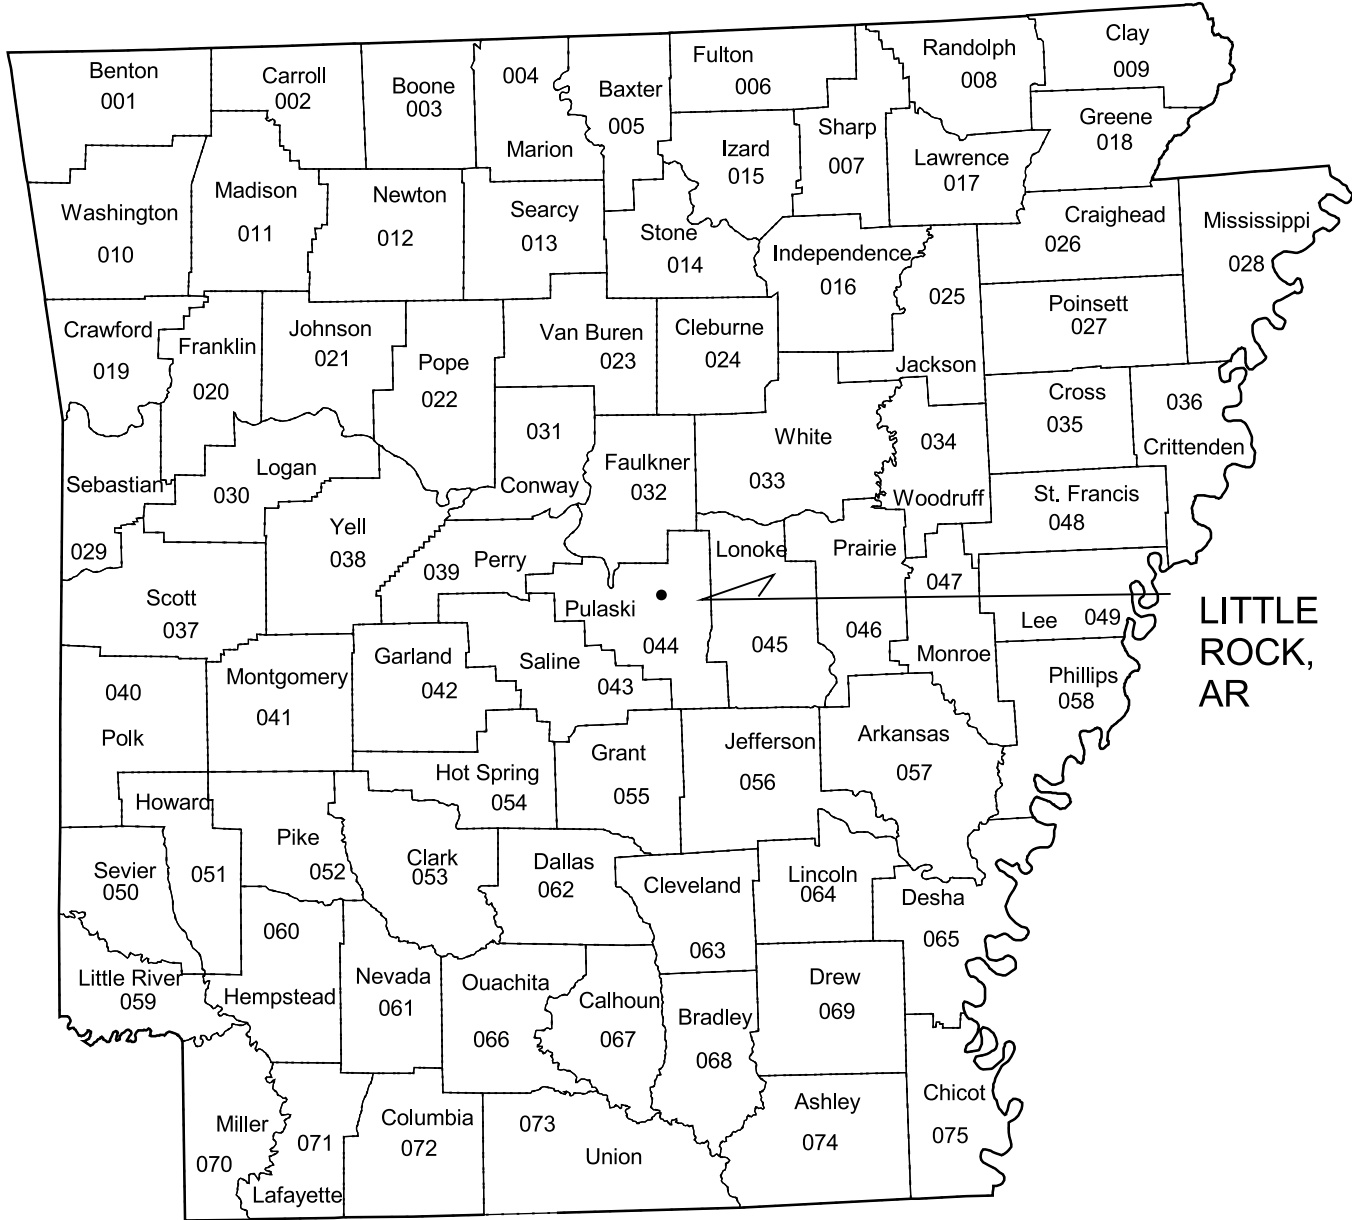 Benton
001
Carroll
002
Boone
003
004
Marion
Baxter
005
Fulton
006
Sharp
007
Randolph
008
Clay
009
Washington
010
Madison
011
Newton
012
Searcy
013
Stone
014
Izard
015
Independence
016
Lawrence
017
Greene
018
Crawford
019
Franklin
020
Johnson
021
Pope
022
Van Buren
023
Cleburne
024
025
Jackson
Craighead
026
Poinsett
027
Mississippi
028
Sebastian
029
Logan
030
031
Conway
Faulkner
032
White
033
034
Woodruff
Cross
035
036
Crittenden
Scott
037
Yell
038
039
Perry
040
Polk
Montgomery
041
Garland
042
Saline
043
Pulaski
044
Lonoke
045
Prairie
046
047
Monroe
St. Francis
048
Lee
049
LITTLE
ROCK,
AR
Sevier
050
Howard
051
Pike
052
Clark
053
Hot Spring
054
Grant
055
Jefferson
056
Arkansas
057
Phillips
058
Little River
059
060
Hempstead
Nevada
061
Dallas
062
Cleveland
063
Lincoln
064
Desha
065
Ouachita
066
Calhoun
067
Bradley
068
Drew
069
Miller
070
071
Lafayette
Columbia
072
073
Union
Ashley
074
Chicot
075